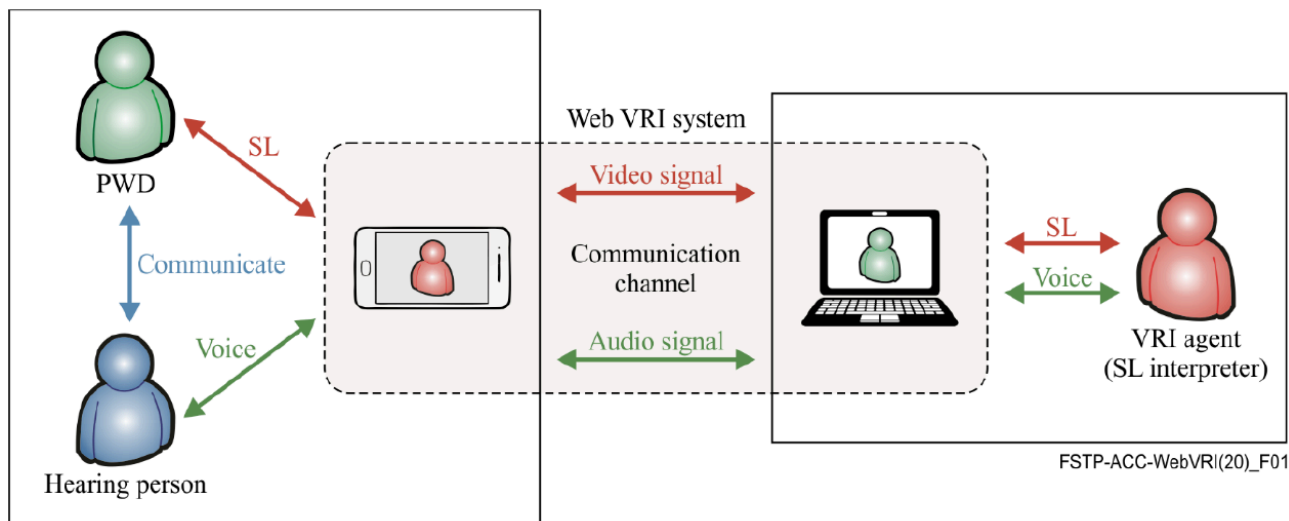 PWD
SL
Communicate
Voice
Hearing person
Web VRI system
Video signal
Communication
channel
Audio signal
SL
Voice
VRI agent
(SL interpreter)
FSTP-ACC-WebVRI(20)_F01